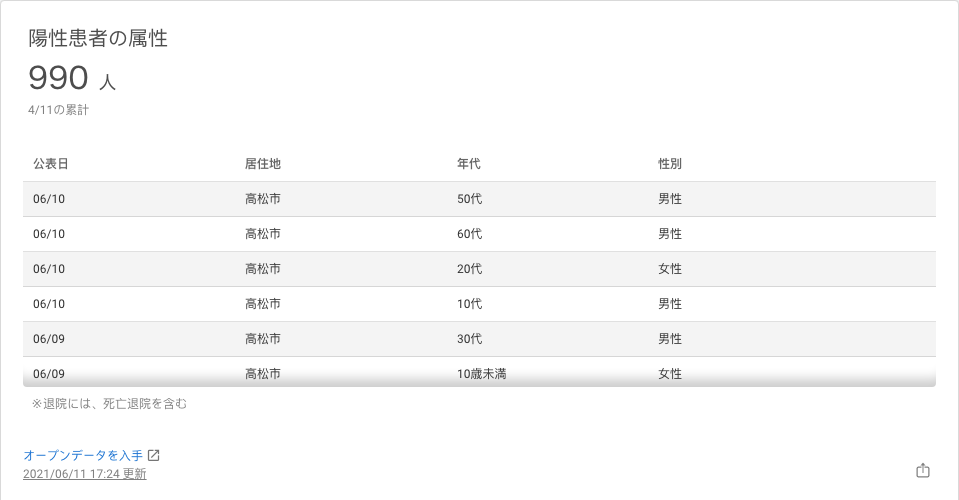 陽性患者の属性
990 人
4/11の累計
公表日 居住地 年代 性別
06/10 高松市 50代 男性
06/10 高松市 60代 男性
06/10 高松市 20代 女性
06/10 高松市 10代 男性
06/09 高松市 30代 男性
06/09 高松市 10歳未満 女性
※退院には、死亡退院を含む
オープンデータを入手
2021/06/11 17:24 更新